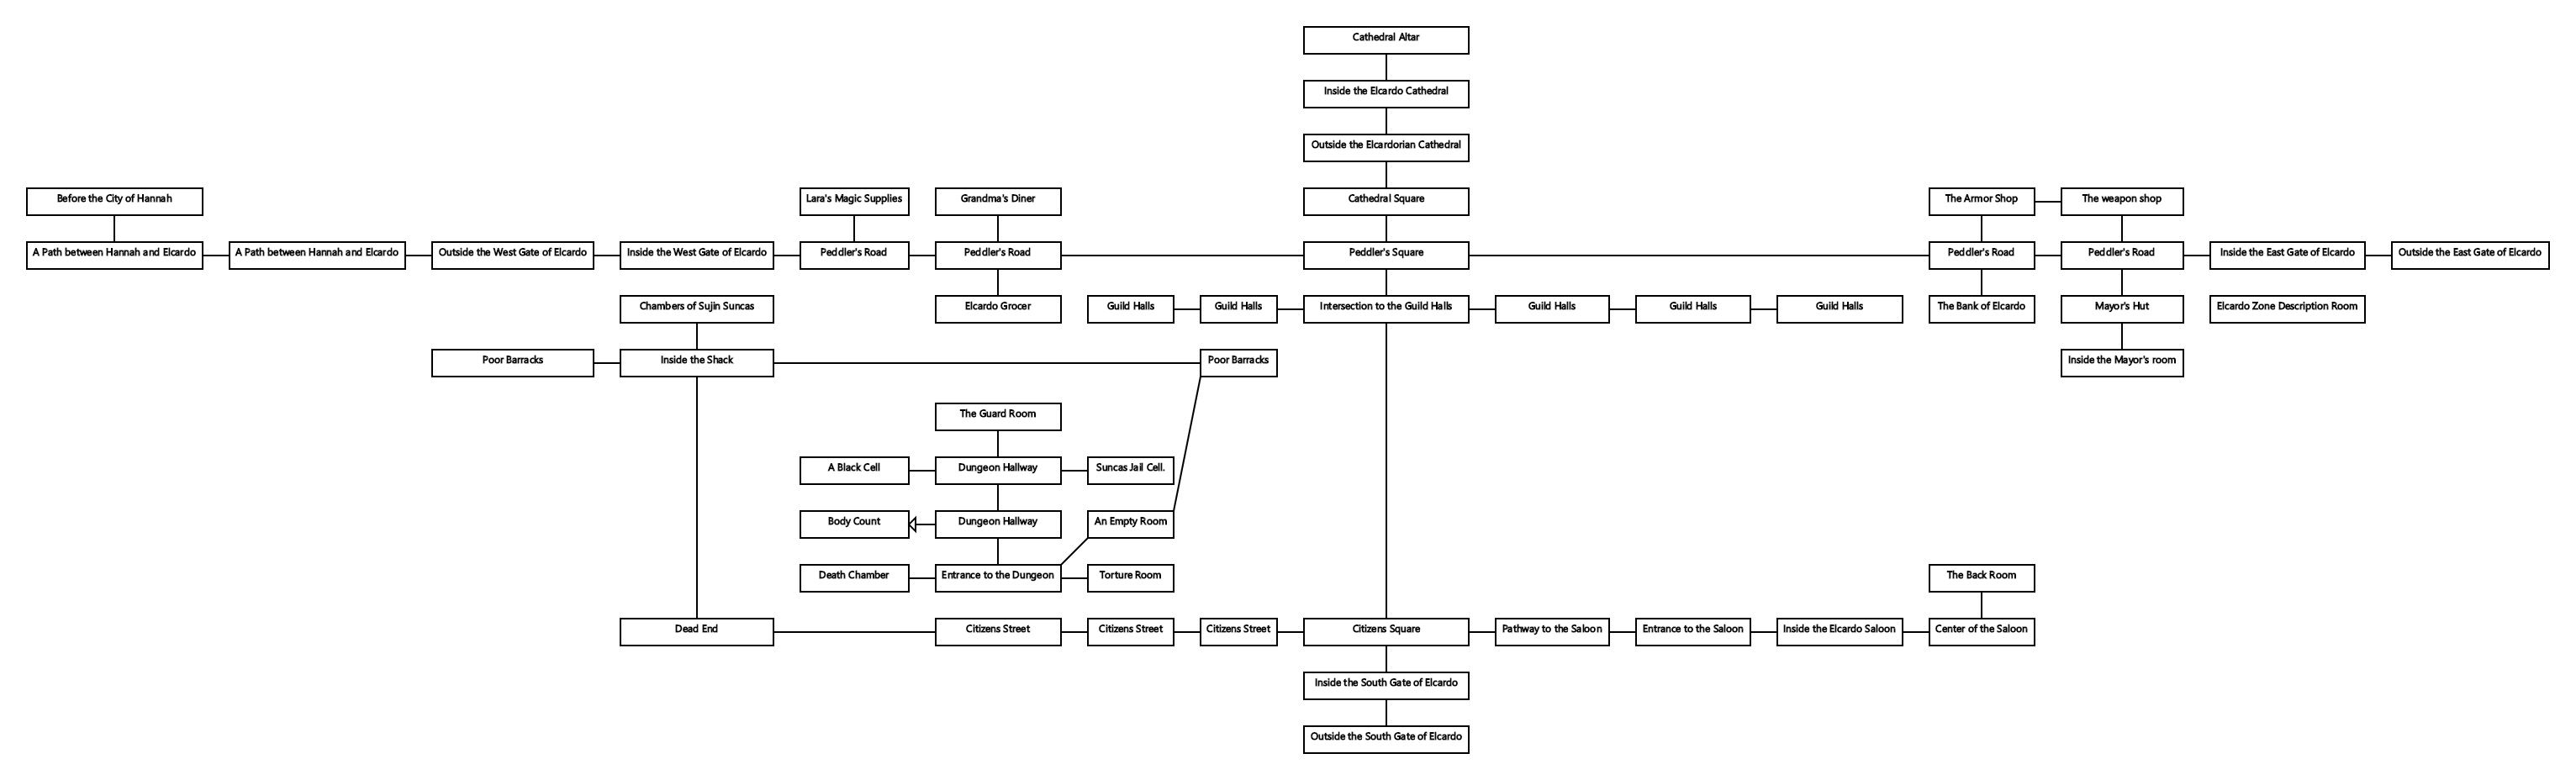 Cathedral Altar
Inside the Elcardo Cathedral
Outside the Elcardorian Cathedral
Before the City of Hannah
Lara's Magic Supplies
Grandma's Diner
Cathedral Square
The Armor Shop
The weapon shop
A Path between Hannah and Elcardo
A Path between Hannah and Elcardo
Outside the West Gate of Elcardo
Inside the West Gate of Elcardo
Peddler's Road
Peddler's Road
Peddler's Square
Peddler's Road
Peddler's Road
Inside the East Gate of Elcardo
Outside the East Gate of Elcardo
Chambers of Sujin Suncas
Elcardo Grocer
Guild Halls
Guild Halls
Intersection to the Guild Halls
Guild Halls
Guild Halls
Guild Halls
The Bank of Elcardo
Mayor's Hut
Elcardo Zone Description Room
Poor Barracks
Inside the Shack
Poor Barracks
Inside the Mayor's room
The Guard Room
A Black Cell
Dungeon Hallway
Suncas Jail Cell.
Body Count
Dungeon Hallway
An Empty Room
Death Chamber
Entrance to the Dungeon
Torture Room
The Back Room
Dead End
Citizens Street
Citizens Street
Citizens Street
Citizens Square
Pathway to the Saloon
Entrance to the Saloon
Inside the Elcardo Saloon
Center of the Saloon
Inside the South Gate of Elcardo
Outside the South Gate of Elcardo